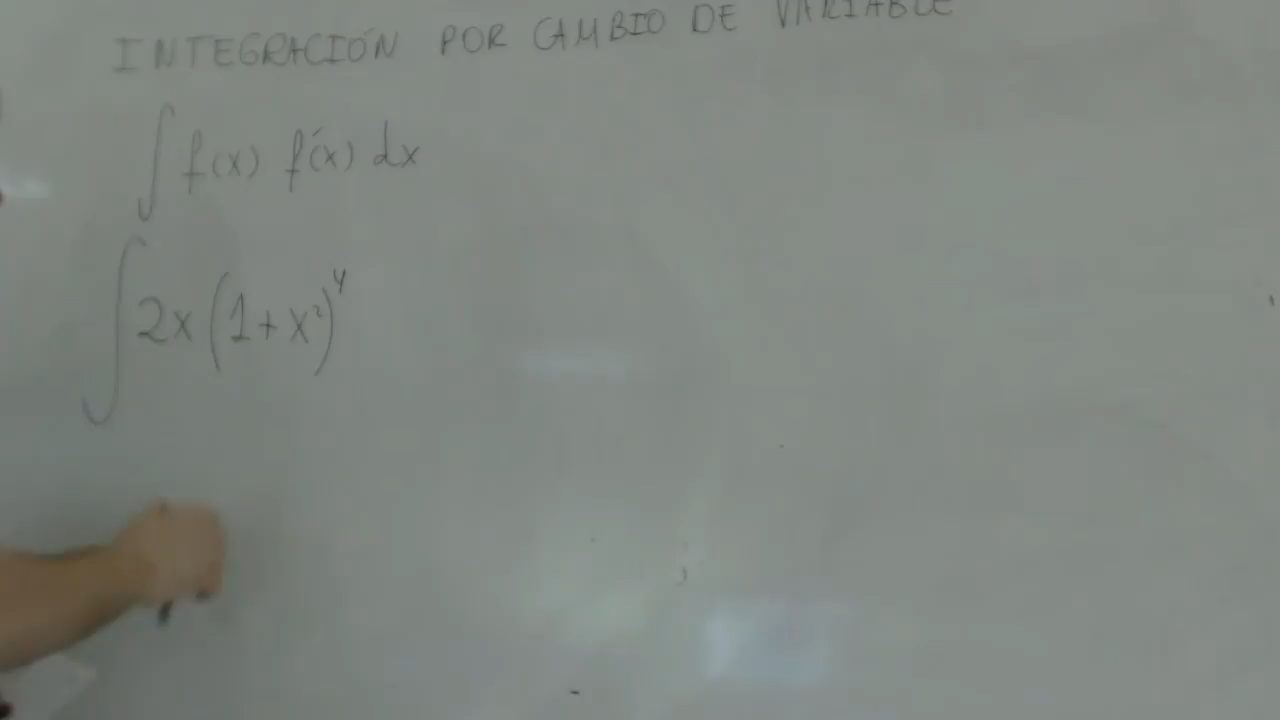 INTEGRACIÓN POR CAMBIO DE VARIABLE
∫ f(x) f'(x) dx
∫ 2x (1+x²)⁴